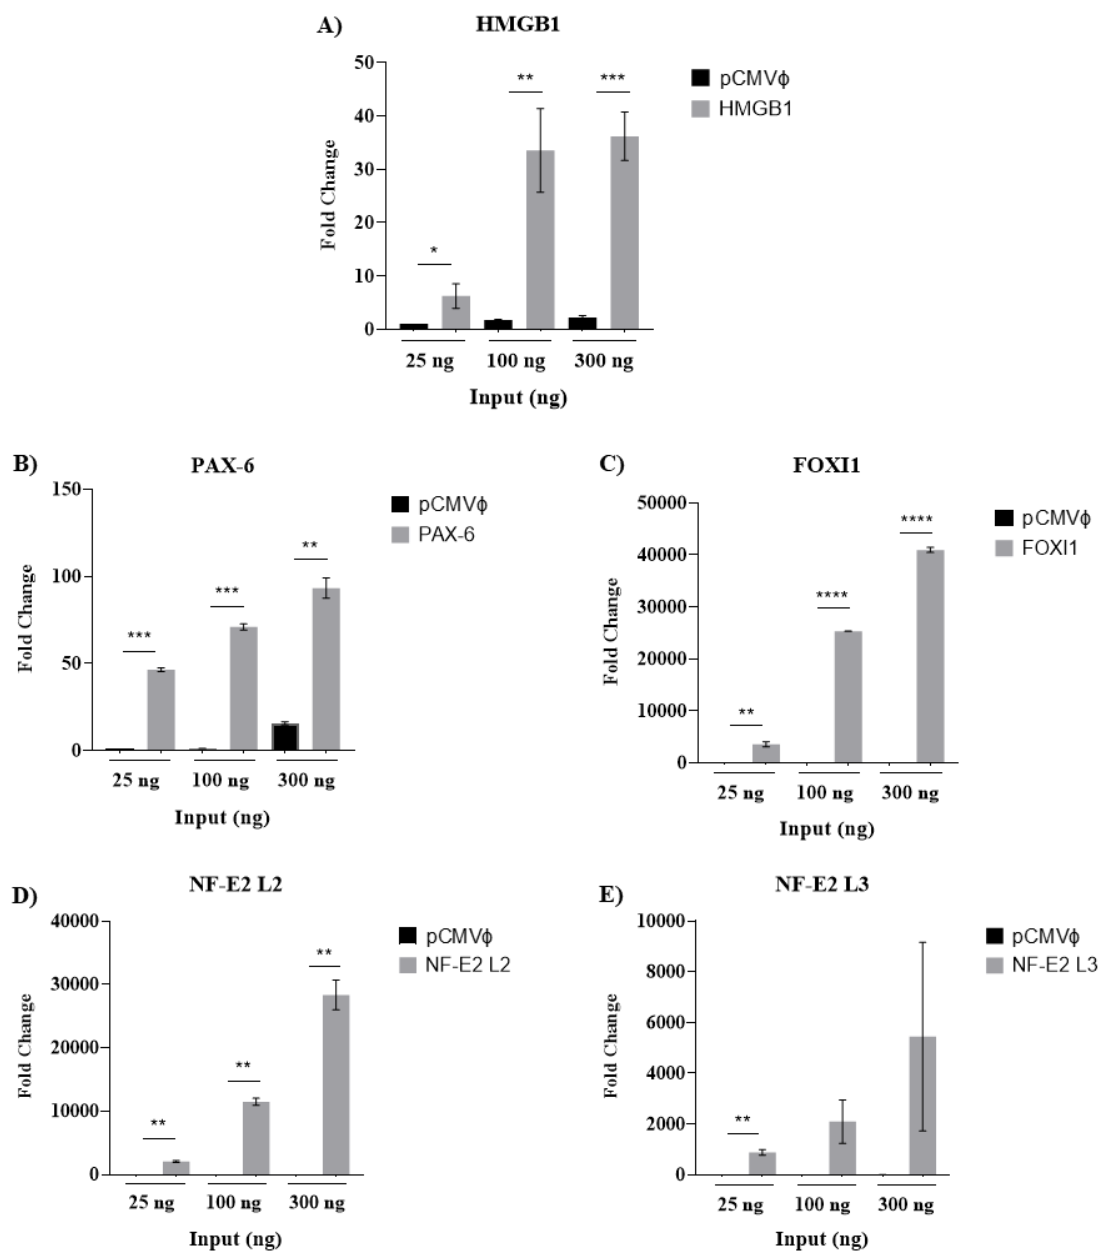 A)
HMGB1
50
40
30
20
10
0
Fold Change
*
**
***
pCMVϕ
HMGB1
25 ng
100 ng
300 ng
Input (ng)
B)
PAX-6
150
100
50
0
Fold Change
***
***
**
pCMVϕ
PAX-6
25 ng
100 ng
300 ng
Input (ng)
C)
FOXI1
50000
40000
30000
20000
10000
0
Fold Change
**
****
****
pCMVϕ
FOXI1
25 ng
100 ng
300 ng
Input (ng)
D)
NF-E2 L2
40000
30000
20000
10000
0
Fold Change
**
**
**
pCMVϕ
NF-E2 L2
25 ng
100 ng
300 ng
Input (ng)
E)
NF-E2 L3
10000
8000
6000
4000
2000
0
Fold Change
**
pCMVϕ
NF-E2 L3
25 ng
100 ng
300 ng
Input (ng)